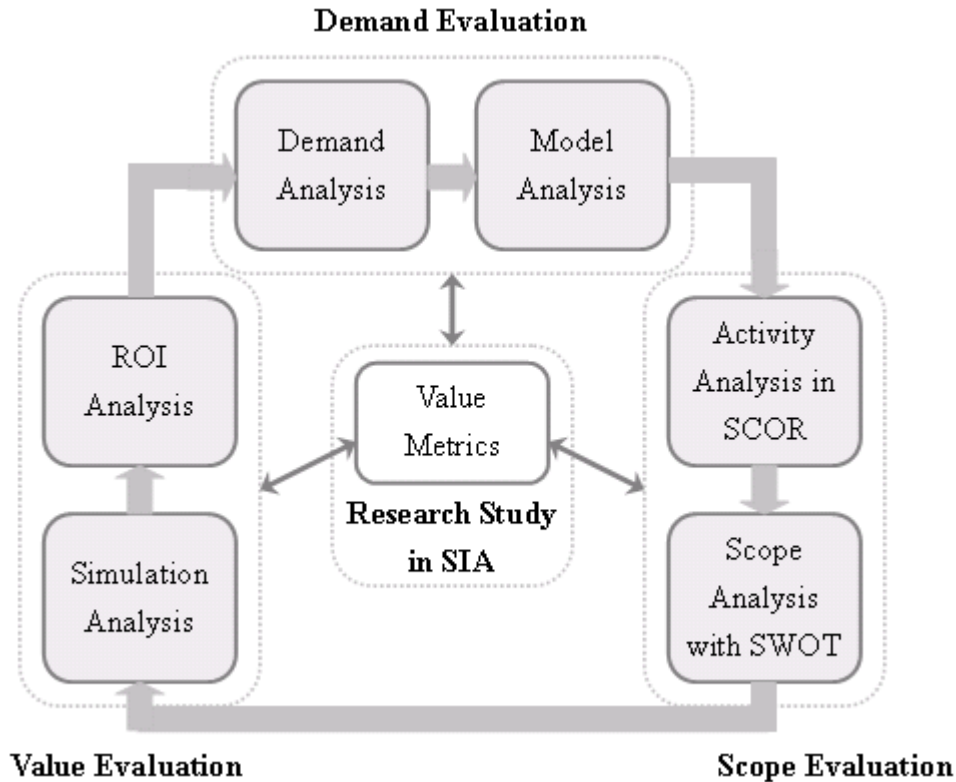 Demand Evaluation
Demand
Analysis
Model
Analysis
ROI
Analysis
Value
Metrics
Activity
Analysis in
SCOR
Research Study
in SIA
Simulation
Analysis
Scope
Analysis
with SWOT
Value Evaluation
Scope Evaluation